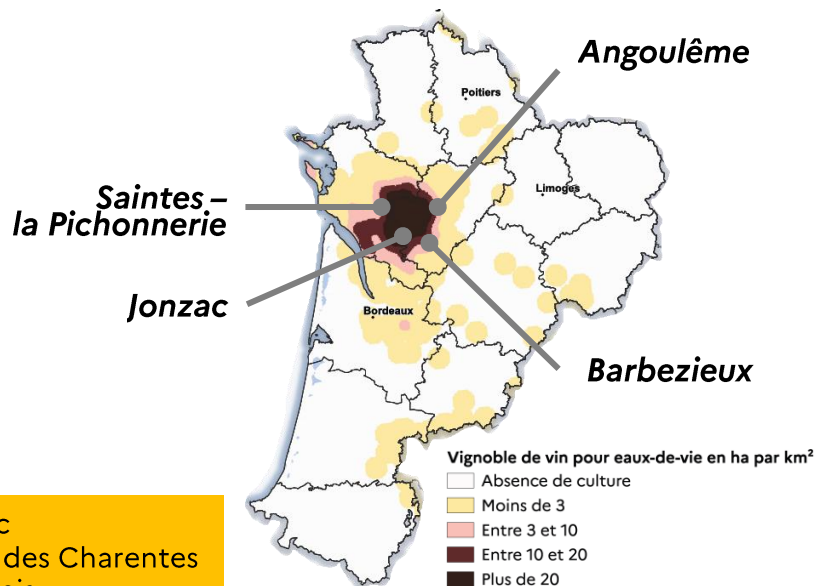 Angoulême
Poitiers
Limoges
Saintes –
la Pichonnerie
Jonzac
Bordeaux
Barbezieux
Vignoble de vin pour eaux-de-vie en ha par km²
Absence de culture
Moins de 3
Entre 3 et 10
Entre 10 et 20
Plus de 20
des Charentes